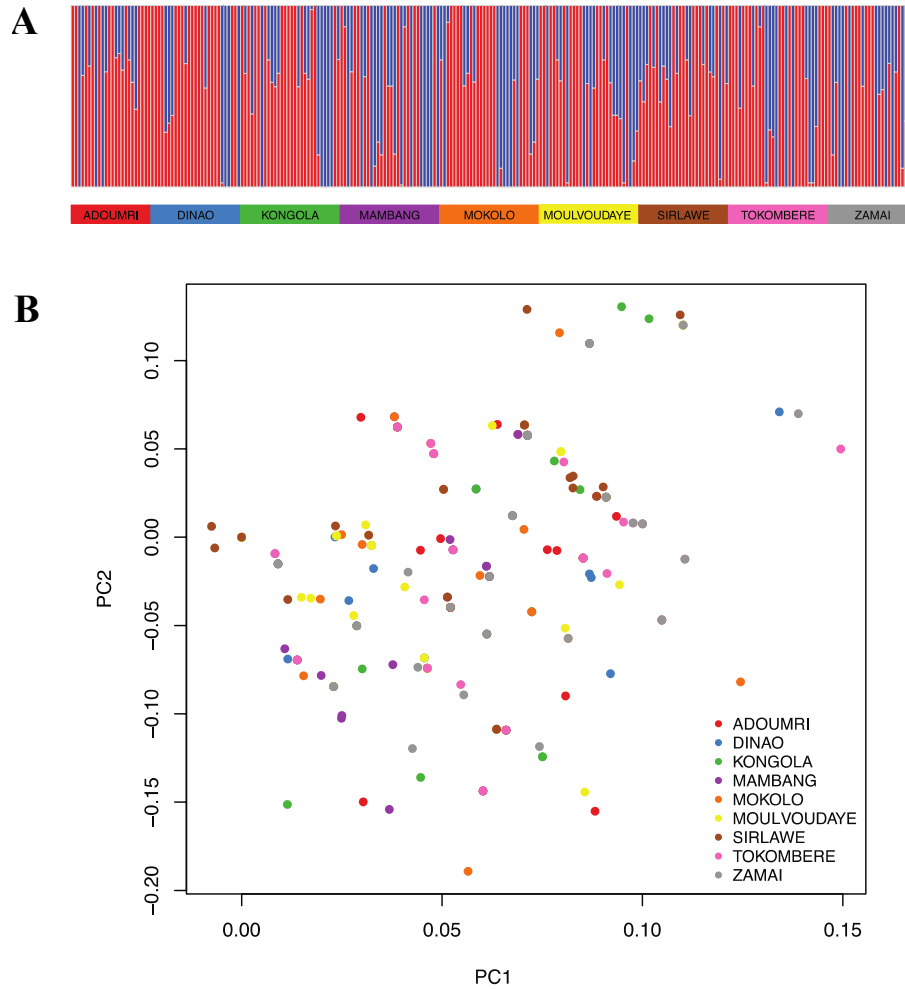 A
ADOUMRI DINAO KONGOLA MAMBANG MOKOLO MOULVOUDAYE SIRLAWE TOKOMBERE ZAMAI
B
PC2
0.10
0.05
0.00
−0.05
−0.10
−0.15
−0.20
ADOUMRI
DINAO
KONGOLA
MAMBANG
MOKOLO
MOULVOUDAYE
SIRLAWE
TOKOMBERE
ZAMAI
0.00 0.05 0.10 0.15
PC1